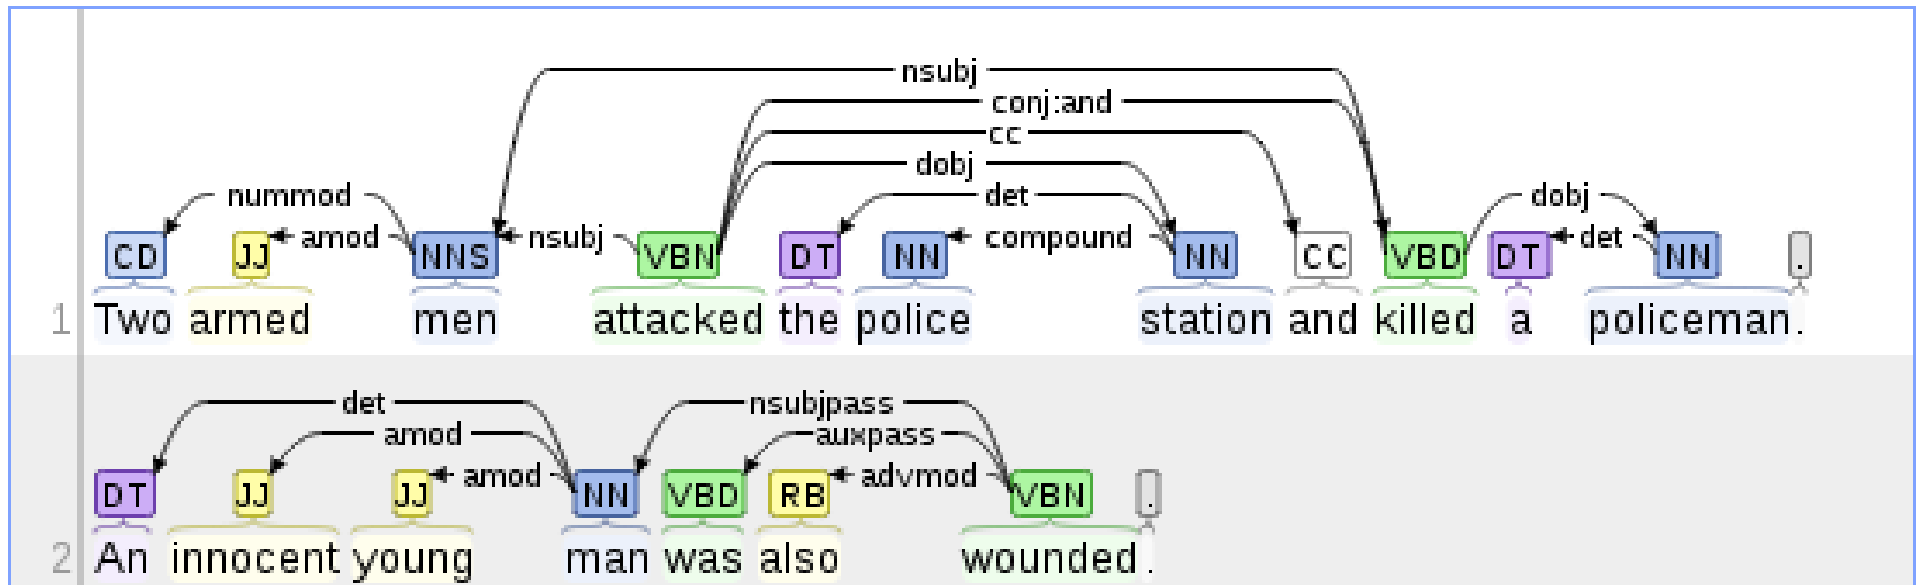 nsubj
conj:and
cc
dobj
nummod det dobj
amod nsubj compound det
CD JJ NNS VBN DT NN NN CC VBD DT NN .
1 Two armed men attacked the police station and killed a policeman.
det nsubjpass
amod auxpass
amod advmod
DT JJ JJ NN VBD RB VBN .
2 An innocent young man was also wounded.